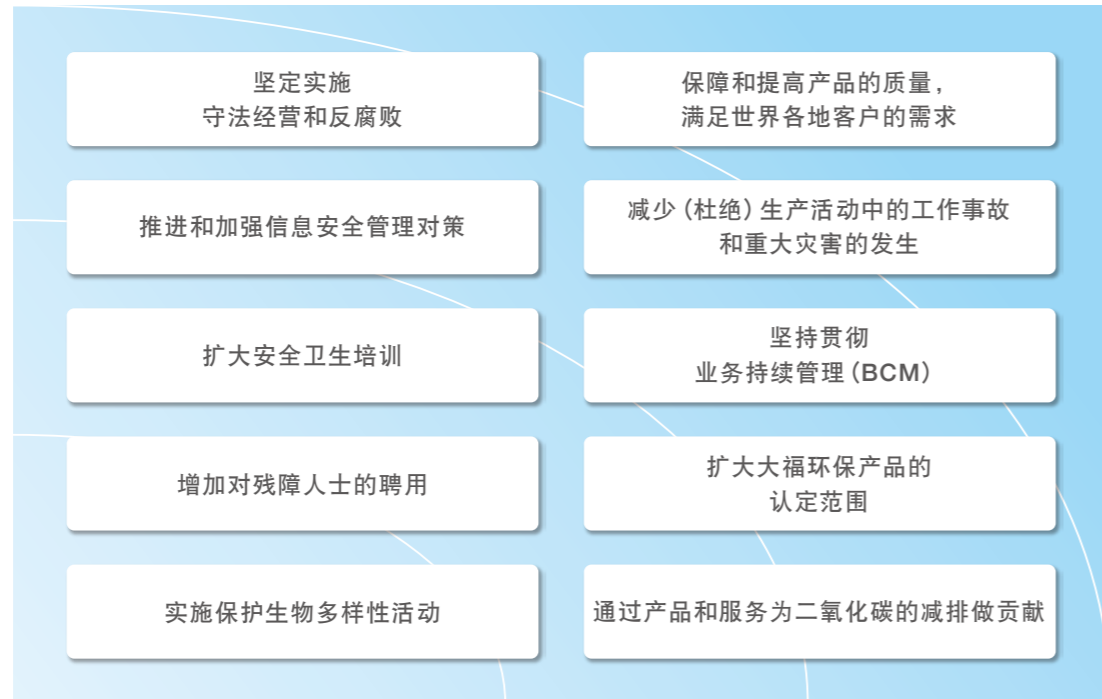 坚定实施
守法经营和反腐败
保障和提高产品的质量，
满足世界各地客户的需求
推进和加强信息安全管理对策
减少（杜绝）生产活动中的工作事故
和重大灾害的发生
扩大安全卫生培训
坚持贯彻
业务持续管理（BCM）
增加对残障人士的聘用
扩大大福环保产品的
认定范围
实施保护生物多样性活动
通过产品和服务为二氧化碳的减排做贡献